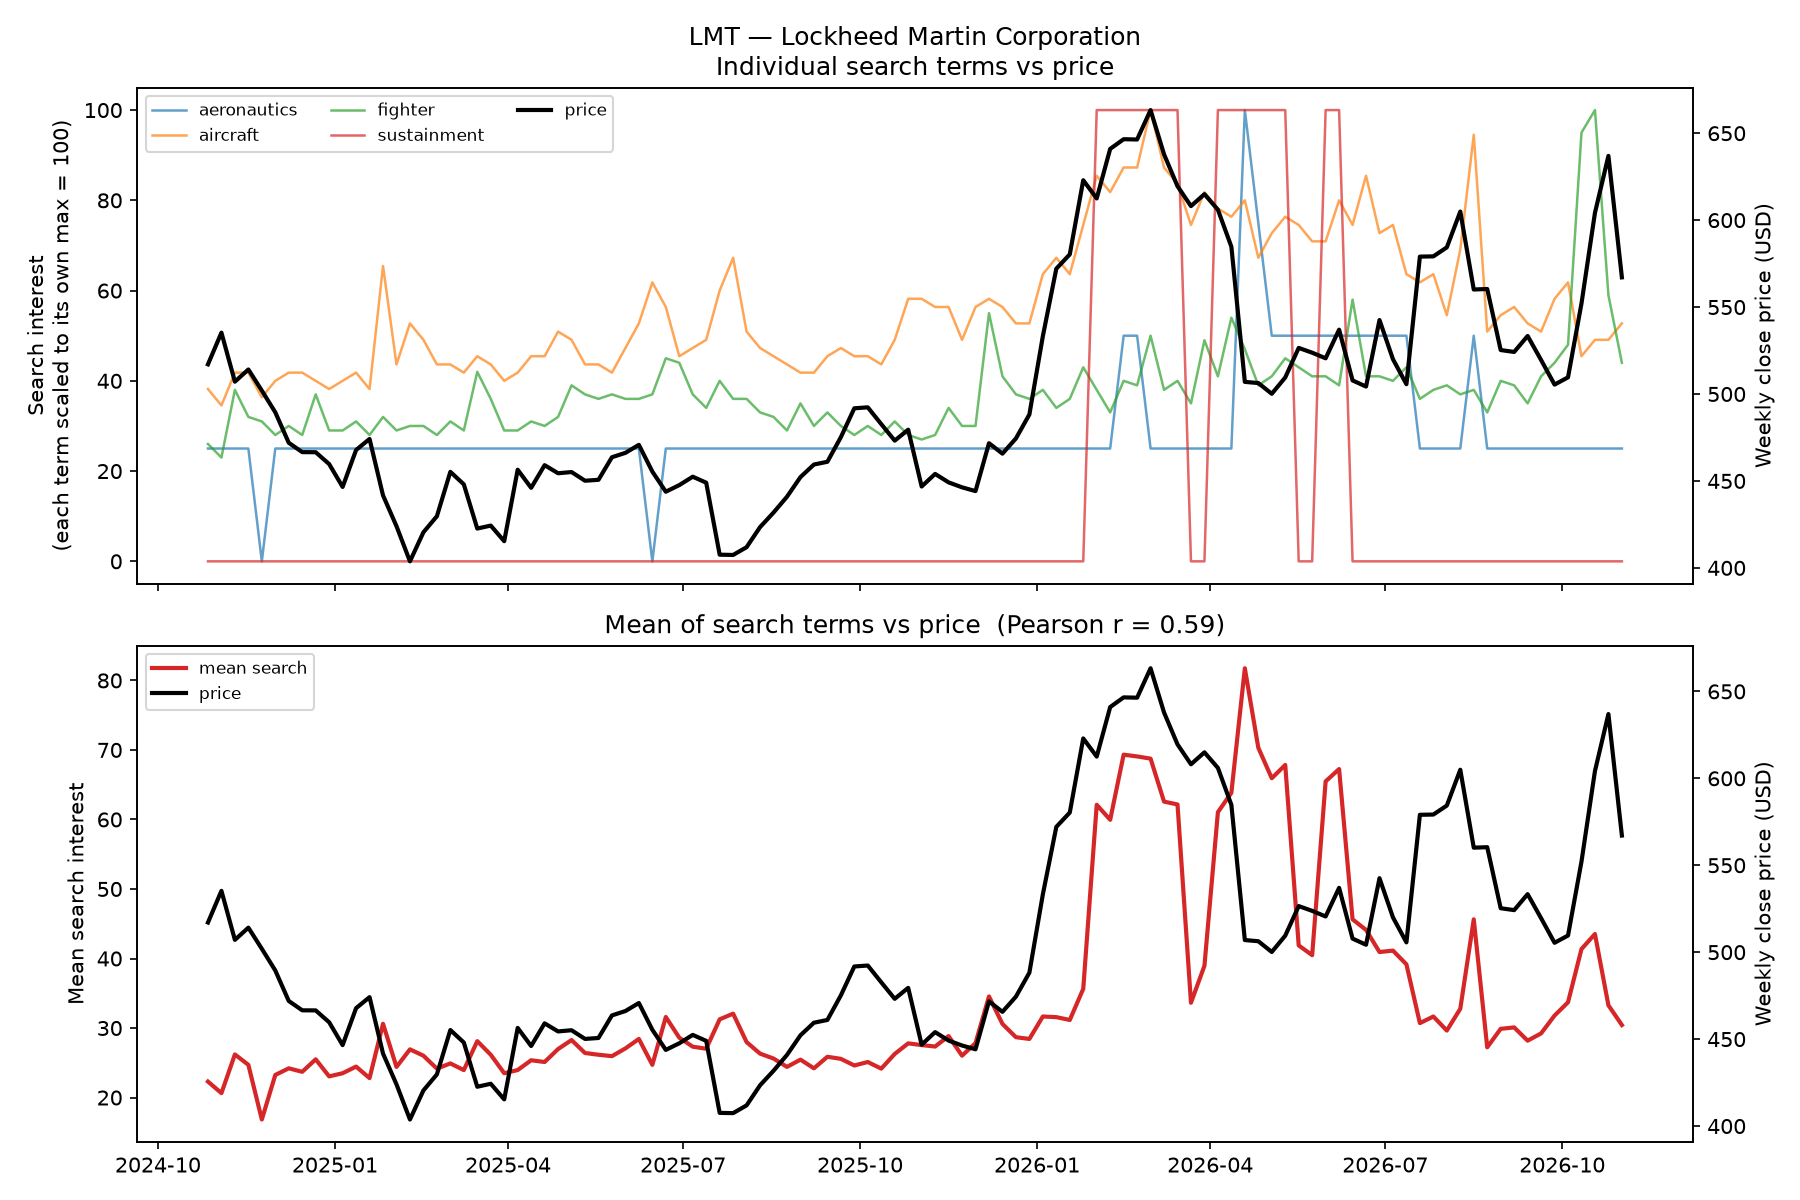 LMT — Lockheed Martin Corporation
Individual search terms vs price
aeronautics
aircraft
fighter
sustainment
price
Search interest
(each term scaled to its own max = 100)
100
80
60
40
20
0
650
600
550
500
450
400
Weekly close price (USD)
Mean of search terms vs price (Pearson r = 0.59)
mean search
price
Mean search interest
80
70
60
50
40
30
20
650
600
550
500
450
400
Weekly close price (USD)
2024-10
2025-01
2025-04
2025-07
2025-10
2026-01
2026-04
2026-07
2026-10